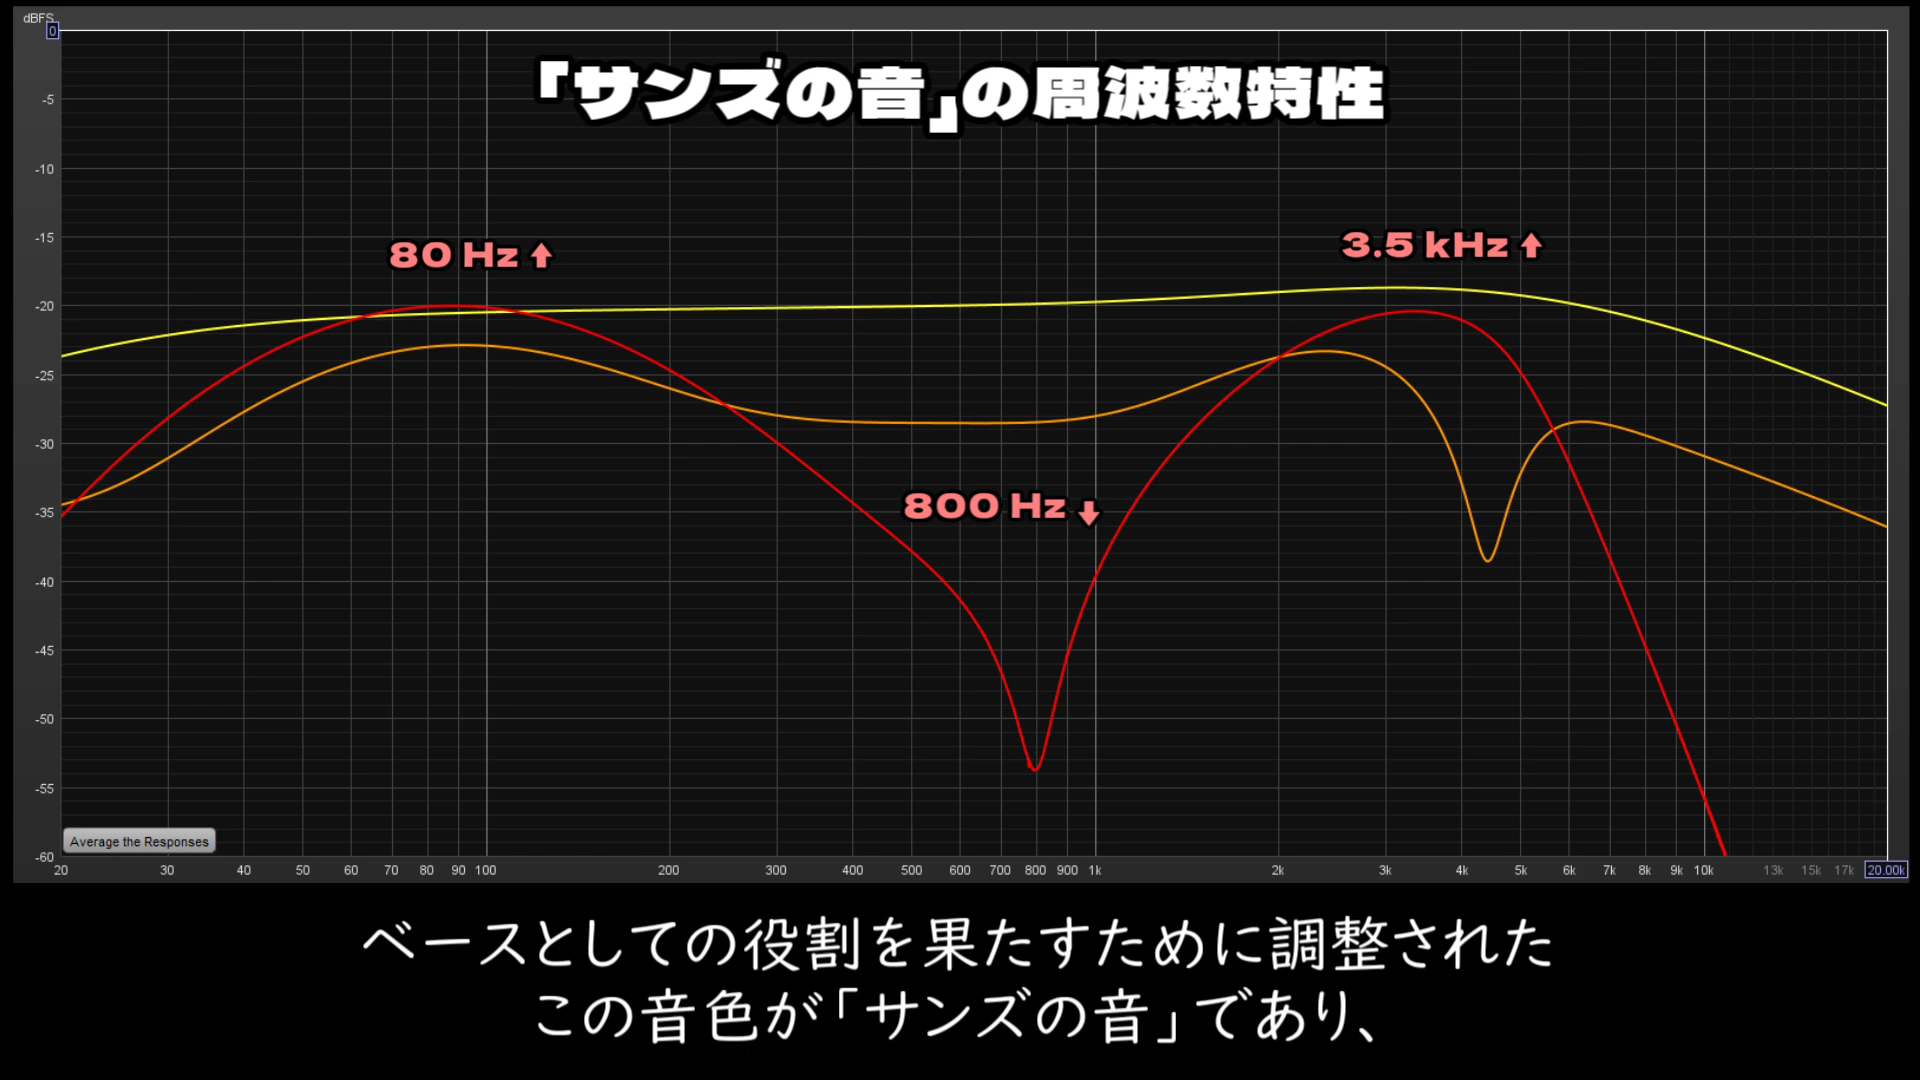 dBFS
0
「サンズの音」の周波数特性
-5
-10
-15
80 Hz ⬆
3.5 kHz ⬆
-20
-25
-30
-35
800 Hz ⬇
-40
-45
-50
-55
Average the Responses
-60
20 30 40 50 60 70 80 90 100 200 300 400 500 600 700 800 900 1k 2k 3k 4k 5k 6k 7k 8k 9k 10k 13k 15k 17k 20.00k
ベースとしての役割を果たすために調整された
この音色が「サンズの音」であり、